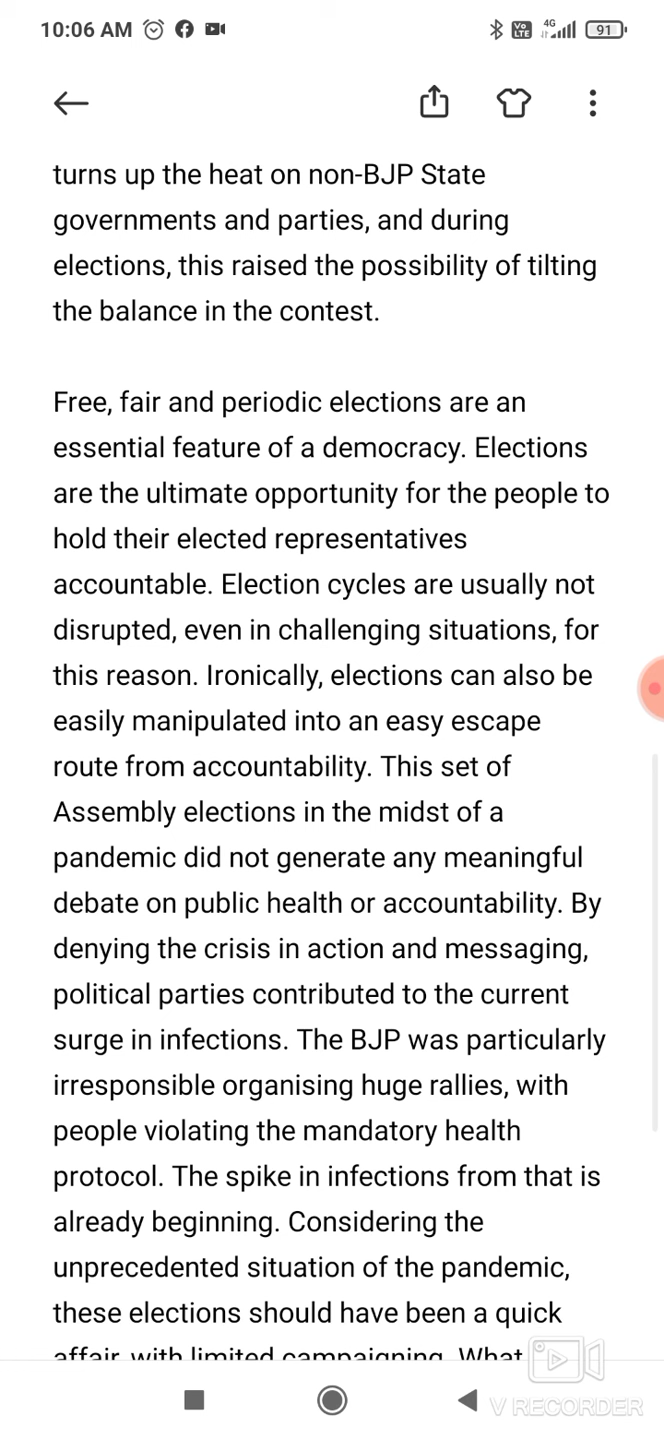 10:06 AM
Vo LTE 4G 91
turns up the heat on non-BJP State
governments and parties, and during
elections, this raised the possibility of tilting
the balance in the contest.
Free, fair and periodic elections are an
essential feature of a democracy. Elections
are the ultimate opportunity for the people to
hold their elected representatives
accountable. Election cycles are usually not
disrupted, even in challenging situations, for
this reason. Ironically, elections can also be
easily manipulated into an easy escape
route from accountability. This set of
Assembly elections in the midst of a
pandemic did not generate any meaningful
debate on public health or accountability. By
denying the crisis in action and messaging,
political parties contributed to the current
surge in infections. The BJP was particularly
irresponsible organising huge rallies, with
people violating the mandatory health
protocol. The spike in infections from that is
already beginning. Considering the
unprecedented situation of the pandemic,
these elections should have been a quick
affair, with limited campaigning. What
V RECORDER